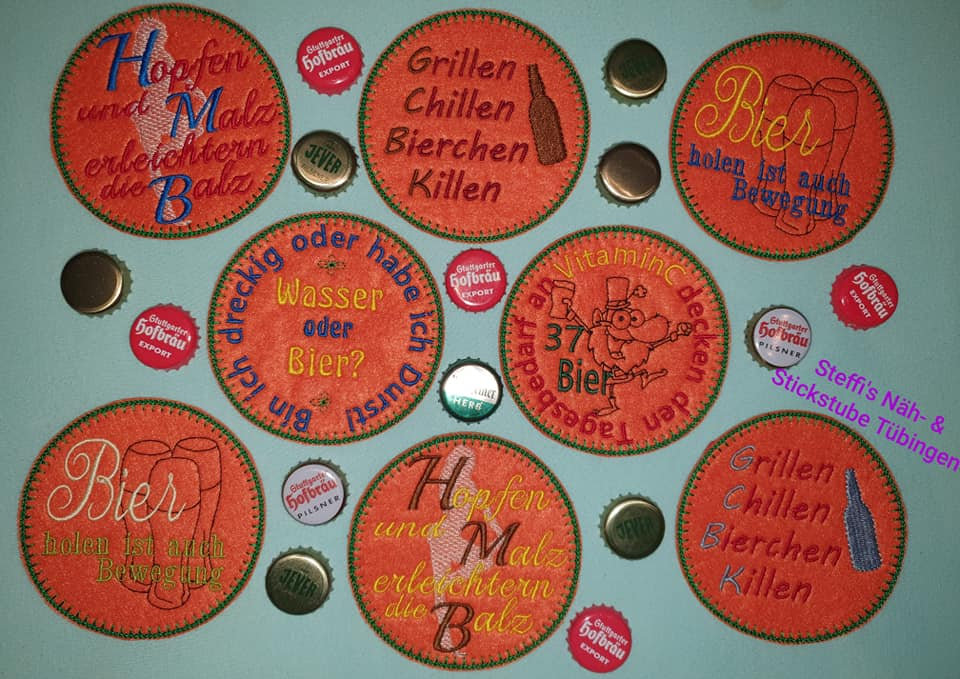 Hopfen
und Malz
erleichtern
die Balz
Stuttgarter
Hofbräu
EXPORT
Grillen
Chillen
Bierchen
Killen
JEVER
Bier
holen ist auch
Bewegung
JEVER
Stuttgarter
Hofbräu
EXPORT
Bin ich dreckig oder habe ich Durst!
Wasser
oder
Bier?
Stuttgarter
Hofbräu
EXPORT
HERB
37
Bier
decken den Tagesbedarf an VitaminC
Stuttgarter
Hofbräu
PILSNER
Stuttgarter
Hofbräu
EXPORT
Steffi's Näh- &
Stickstube Tübingen
Bier
holen ist auch
Bewegung
Stuttgarter
Hofbräu
PILSNER
JEVER
Hopfen
und Malz
erleichtern
die Balz
JEVER
Stuttgarter
Hofbräu
EXPORT
Grillen
Chillen
Bierchen
Killen